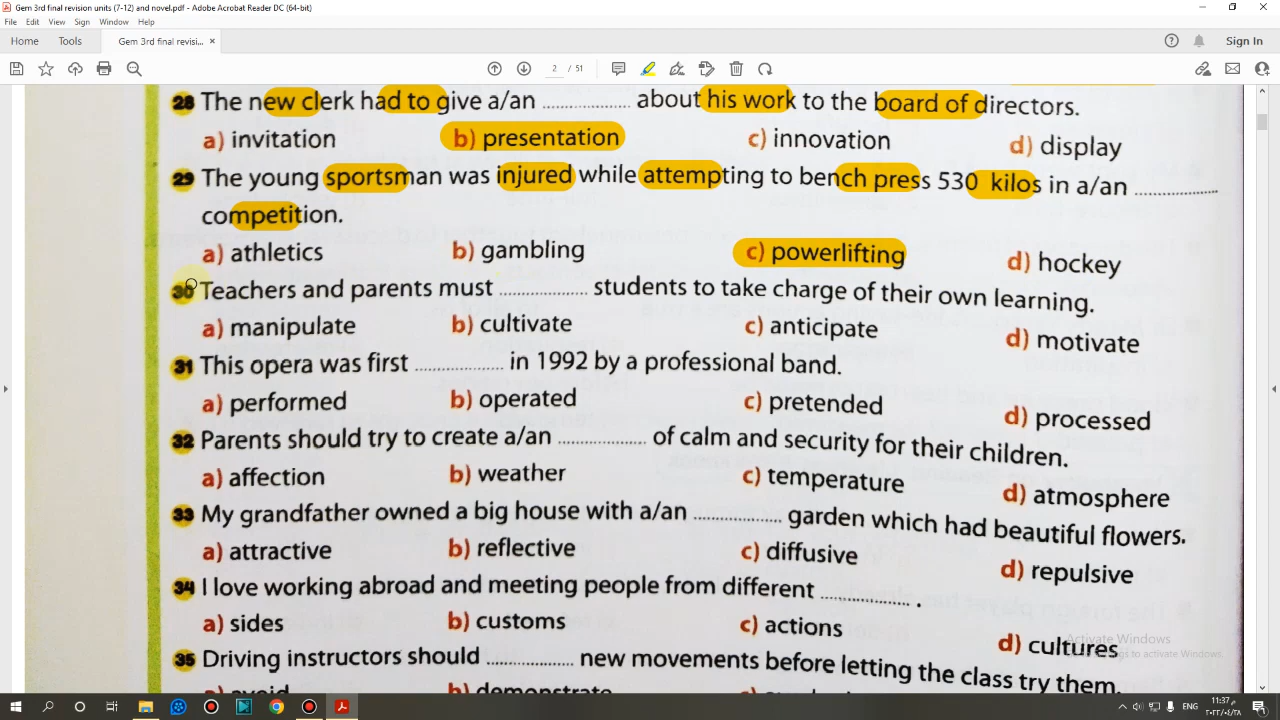 Gem 3rd final revision units (7-12) and novel.pdf - Adobe Acrobat Reader DC (64-bit)
File Edit View Sign Window Help
Home Tools Gem 3rd final revisi... × Sign In
2 / 51
28 The new clerk had to give a/an .............. about his work to the board of directors.
a) invitation b) presentation c) innovation d) display
29 The young sportsman was injured while attempting to bench press 530 kilos in a/an ..............
competition.
a) athletics b) gambling c) powerlifting d) hockey
30 Teachers and parents must .............. students to take charge of their own learning.
a) manipulate b) cultivate c) anticipate d) motivate
31 This opera was first .............. in 1992 by a professional band.
a) performed b) operated c) pretended d) processed
32 Parents should try to create a/an .............. of calm and security for their children.
a) affection b) weather c) temperature d) atmosphere
33 My grandfather owned a big house with a/an .............. garden which had beautiful flowers.
a) attractive b) reflective c) diffusive d) repulsive
34 I love working abroad and meeting people from different .............. .
a) sides b) customs c) actions d) cultures
Activate Windows
35 Driving instructors should .............. new movements before letting the class try them.
a) avoid b) demonstrate
ENG 11:37